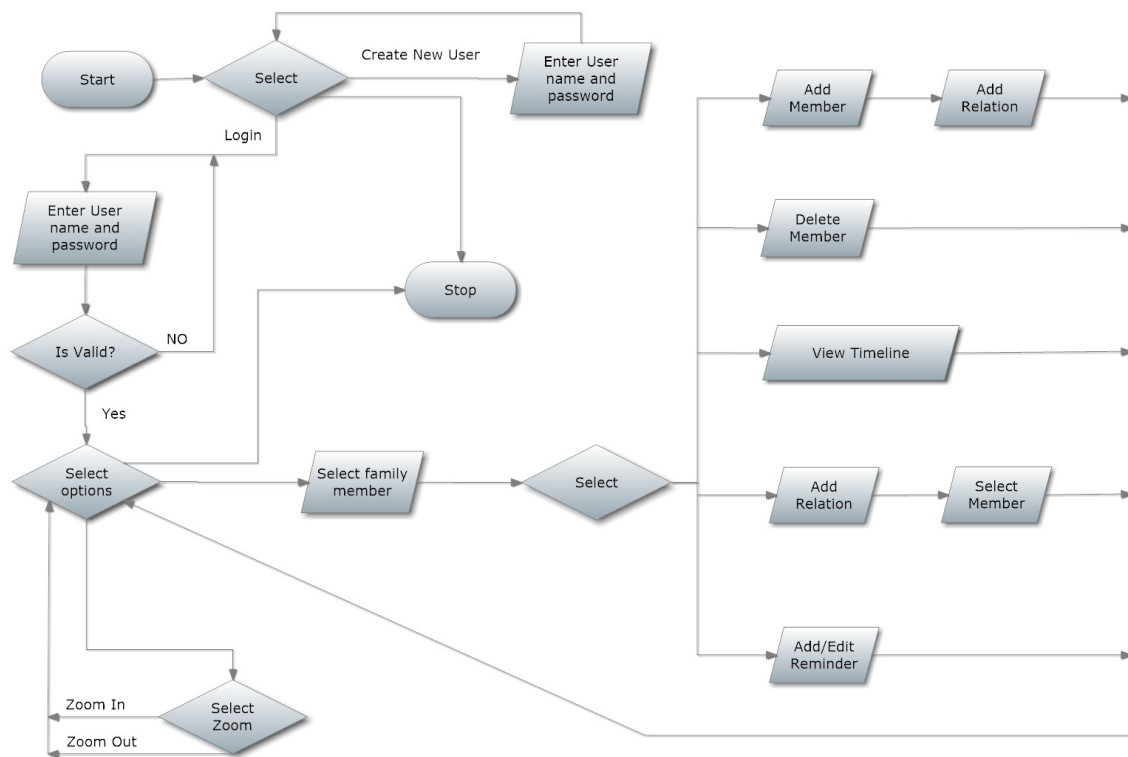 Create New User
Start
Select
Enter User
name and
password
Add
Member
Add
Relation
Login
Enter User
name and
password
Delete
Member
Stop
NO
Is Valid?
View Timeline
Yes
Select
options
Select family
member
Select
Add
Relation
Select
Member
Add/Edit
Reminder
Zoom In
Select
Zoom
Zoom Out